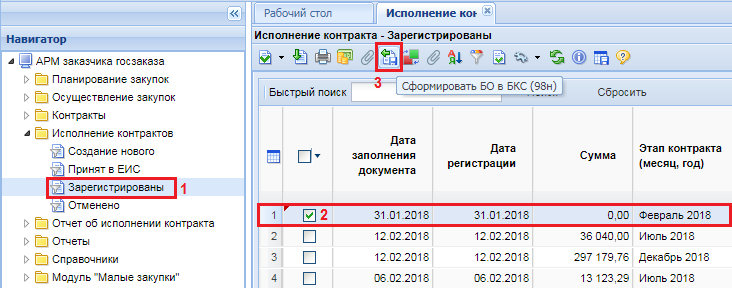 Рабочий стол
Исполнение кон
Навигатор
АРМ заказчика госзаказа
Планирование закупок
Осуществление закупок
Контракты
Исполнение контрактов
Создание нового
Принят в ЕИС
Зарегистрированы 1
Отменено
Отчет об исполнении контракта
Отчеты
Справочники
Модуль "Малые закупки"
Исполнение контракта - Зарегистрированы
3
Сформировать БО в БКС (98н)
Быстрый поиск
Сбросить
Дата заполнения документа
Дата регистрации
Сумма
Этап контракта (месяц, год)
1 2 31.01.2018 31.01.2018 0,00 Февраль 2018
2 12.02.2018 12.02.2018 36 040,00 Июль 2018
3 12.02.2018 12.02.2018 297 179,76 Декабрь 2018
4 06.02.2018 06.02.2018 13 123,29 Июль 2018